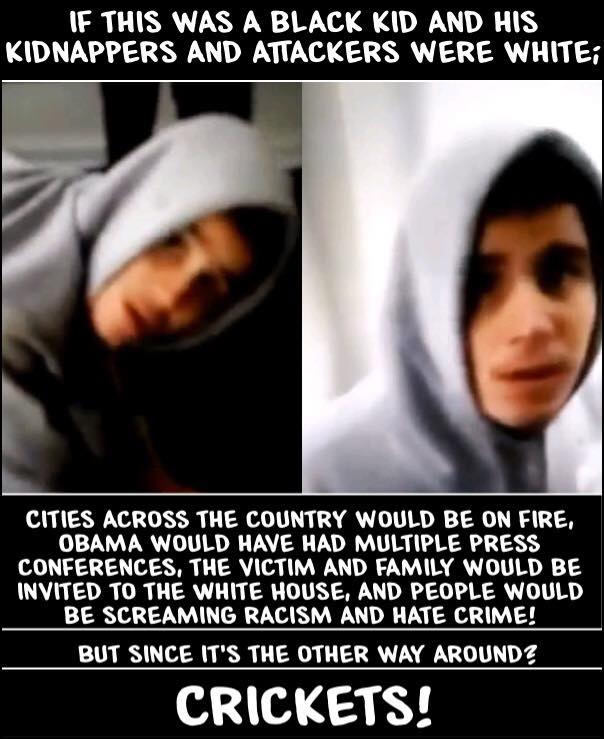 IF THIS WAS A BLACK KID AND HIS
KIDNAPPERS AND ATTACKERS WERE WHITE;
CITIES ACROSS THE COUNTRY WOULD BE ON FIRE,
OBAMA WOULD HAVE HAD MULTIPLE PRESS
CONFERENCES, THE VICTIM AND FAMILY WOULD BE
INVITED TO THE WHITE HOUSE, AND PEOPLE WOULD
BE SCREAMING RACISM AND HATE CRIME!
BUT SINCE IT'S THE OTHER WAY AROUND?
CRICKETS!